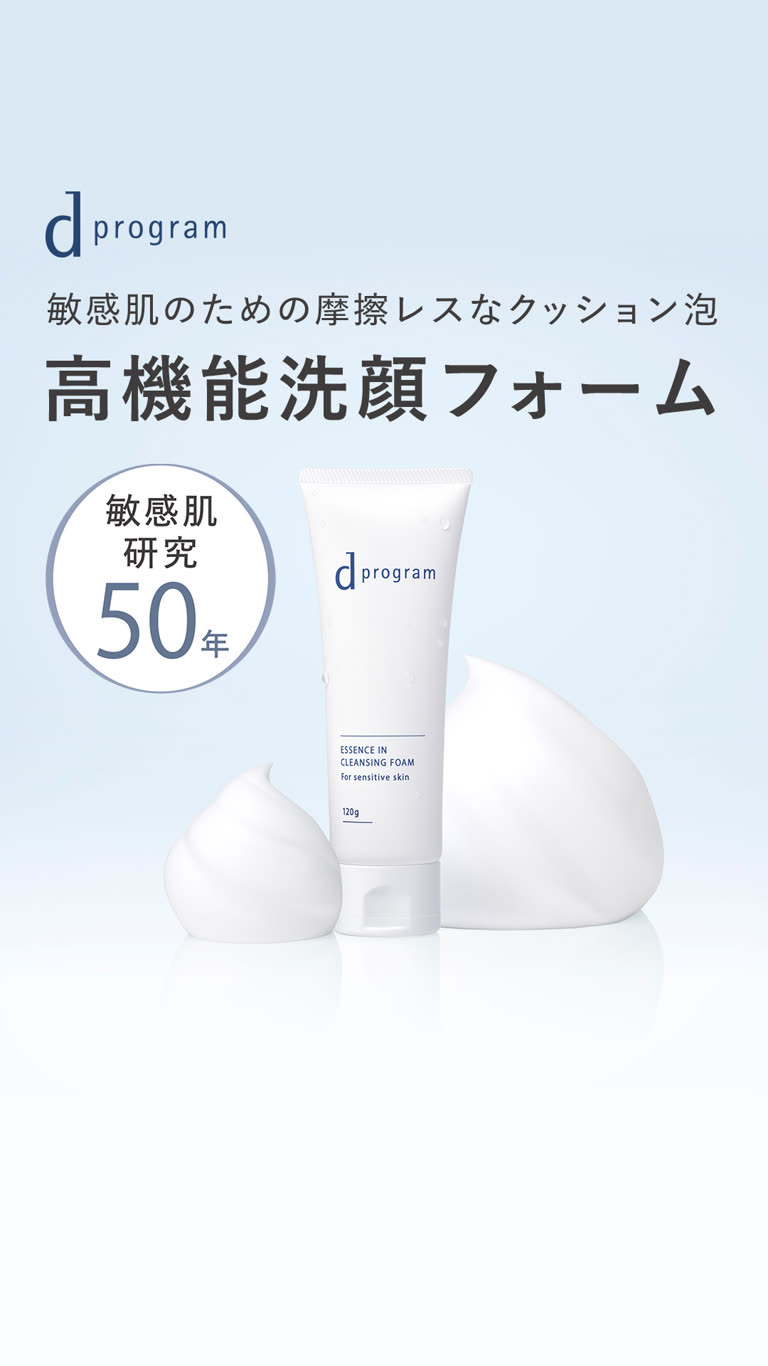 d program
敏感肌のための摩擦レスなクッション泡
高機能洗顔フォーム
敏感肌
研究
50年
d program
ESSENCE IN
CLEANSING FOAM
For sensitive skin
120g